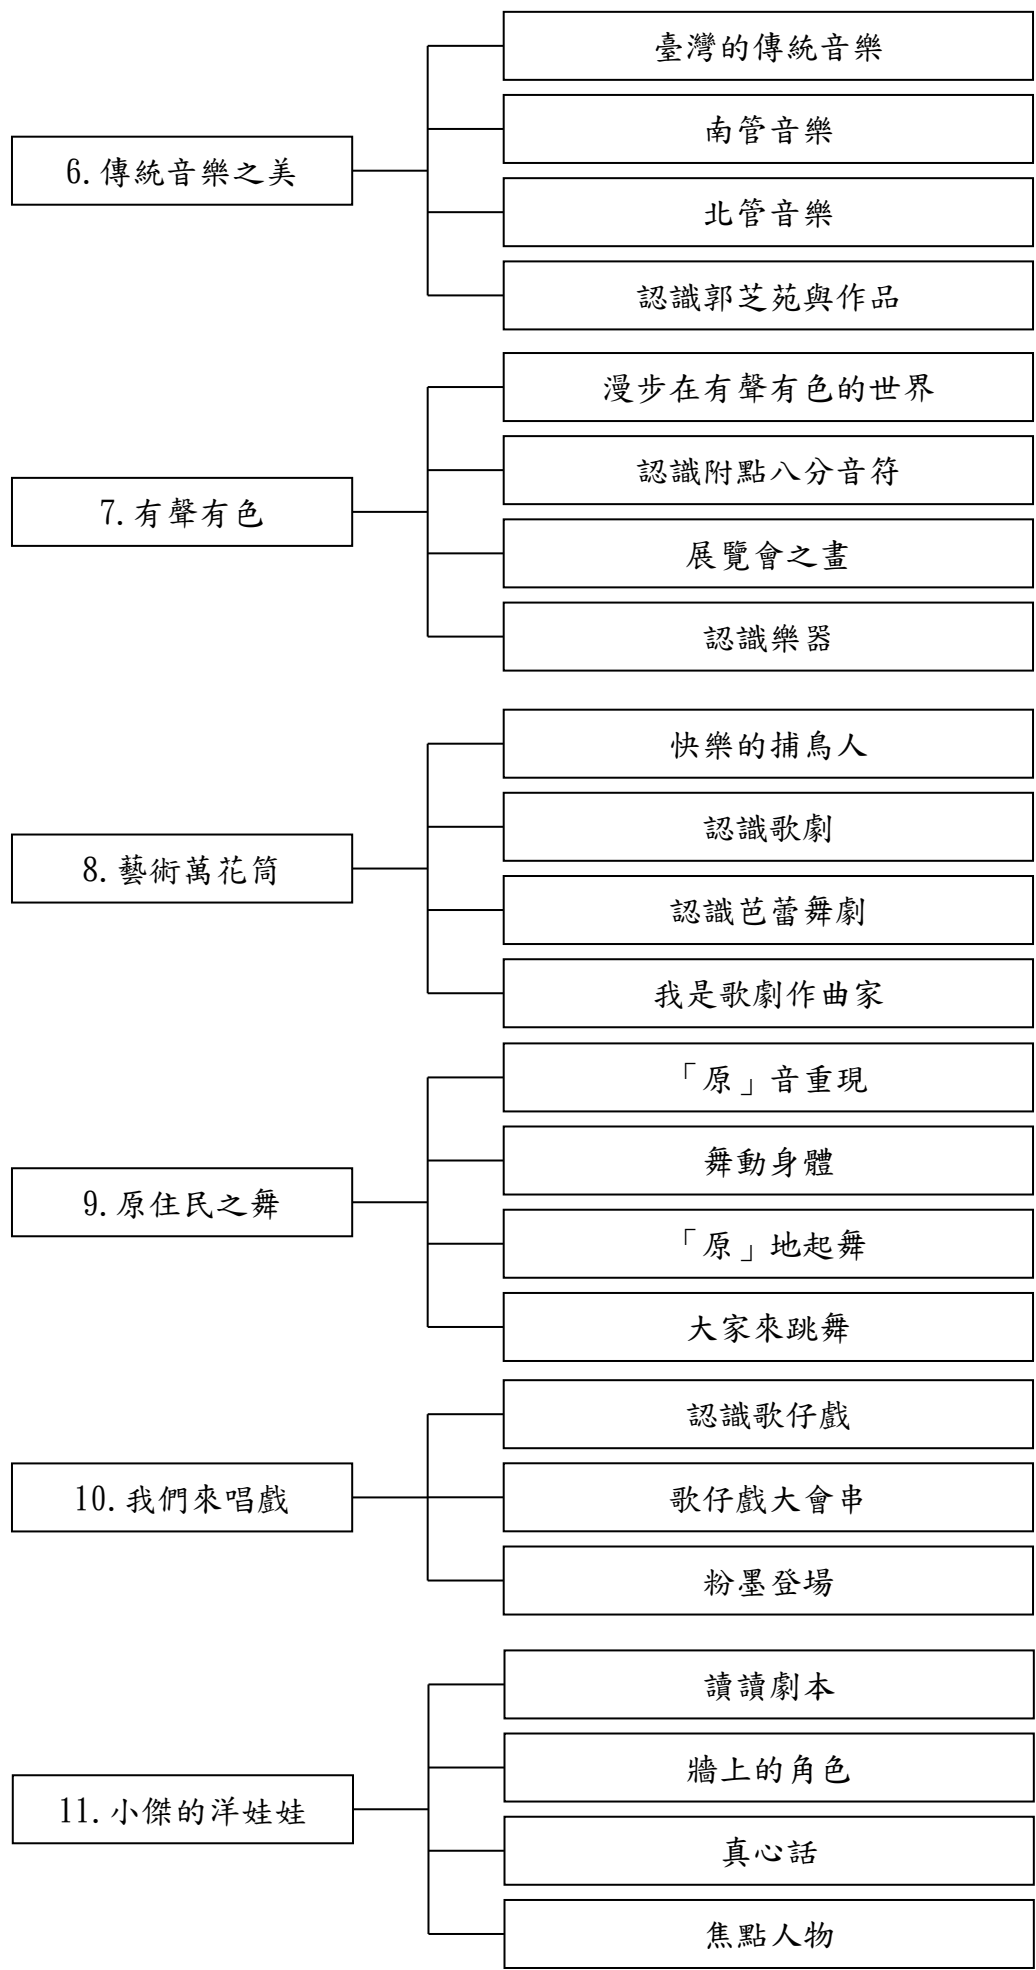 6.傳統音樂之美
臺灣的傳統音樂
南管音樂
北管音樂
認識郭芝苑與作品
7.有聲有色
漫步在有聲有色的世界
認識附點八分音符
展覽會之畫
認識樂器
8.藝術萬花筒
快樂的捕鳥人
認識歌劇
認識芭蕾舞劇
我是歌劇作曲家
9.原住民之舞
「原」音重現
舞動身體
「原」地起舞
大家來跳舞
10.我們來唱戲
認識歌仔戲
歌仔戲大會串
粉墨登場
11.小傑的洋娃娃
讀讀劇本
牆上的角色
真心話
焦點人物